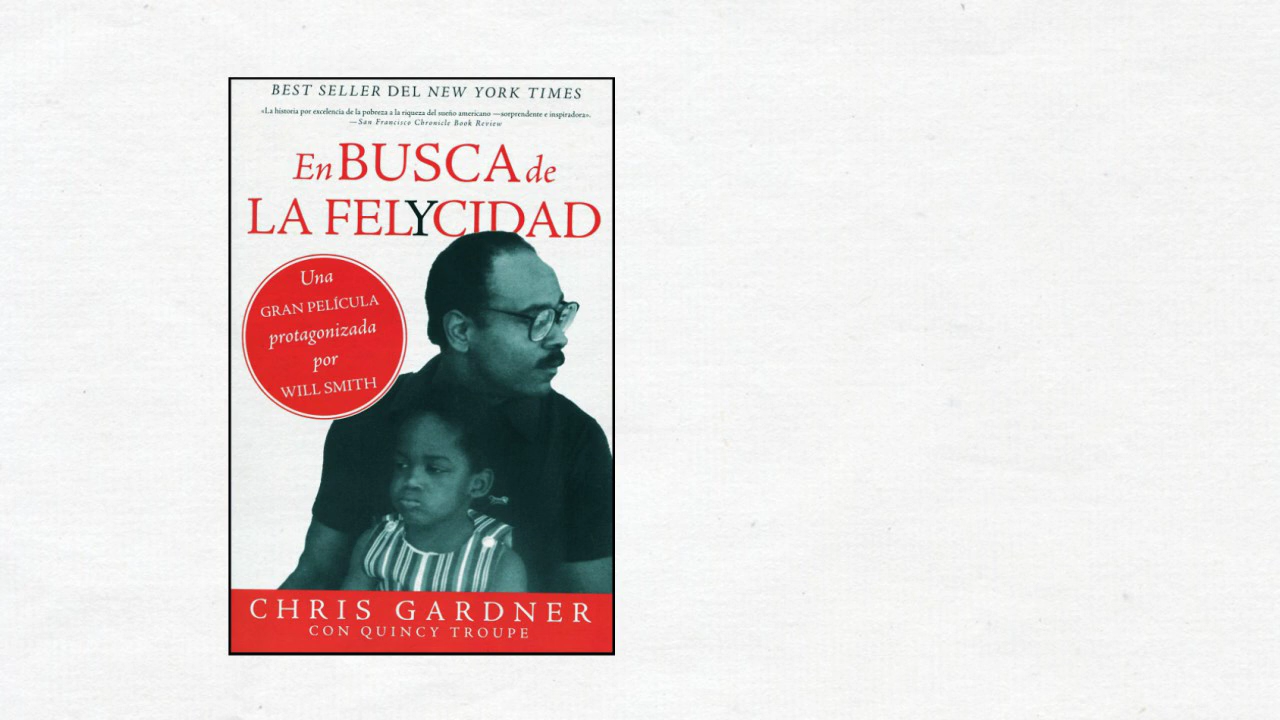 BEST SELLER DEL NEW YORK TIMES
«La historia por excelencia de la pobreza a la riqueza del sueño americano —sorprendente e inspiradora».
—San Francisco Chronicle Book Review
En BUSCA de
LA FELYCIDAD
Una
GRAN PELÍCULA
protagonizada
por
WILL SMITH
CHRIS GARDNER
CON QUINCY TROUPE